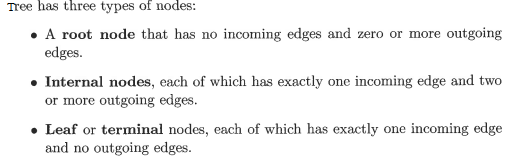 Tree has three types of nodes:
• A root node that has no incoming edges and zero or more outgoing
edges.
• Internal nodes, each of which has exactly one incoming edge and two
or more outgoing edges.
• Leaf or terminal nodes, each of which has exactly one incoming edge
and no outgoing edges.